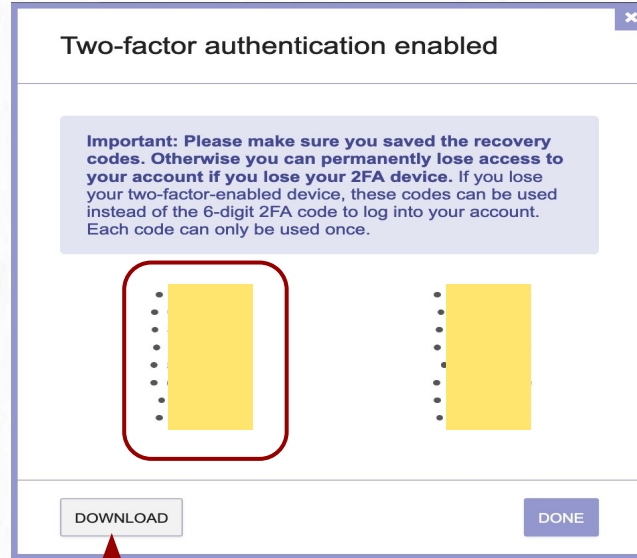 Two-factor authentication enabled
Important: Please make sure you saved the recovery
codes. Otherwise you can permanently lose access to
your account if you lose your 2FA device. If you lose
your two-factor-enabled device, these codes can be used
instead of the 6-digit 2FA code to log into your account.
Each code can only be used once.
DOWNLOAD
DONE